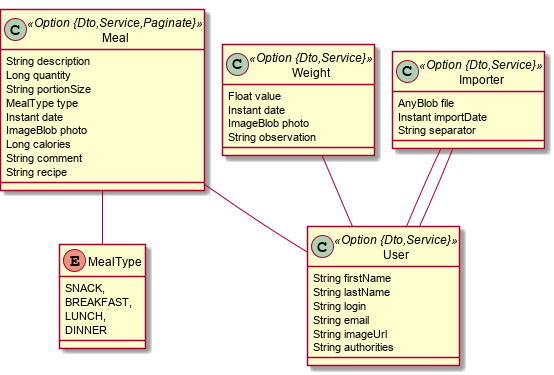 C «Option {Dto,Service,Paginate}»
Meal
String description
Long quantity
String portionSize
MealType type
Instant date
ImageBlob photo
Long calories
String comment
String recipe
C «Option {Dto,Service}»
Weight
Float value
Instant date
ImageBlob photo
String observation
C «Option {Dto,Service}»
Importer
AnyBlob file
Instant importDate
String separator
E MealType
SNACK,
BREAKFAST,
LUNCH,
DINNER
C «Option {Dto,Service}»
User
String firstName
String lastName
String login
String email
String imageUrl
String authorities